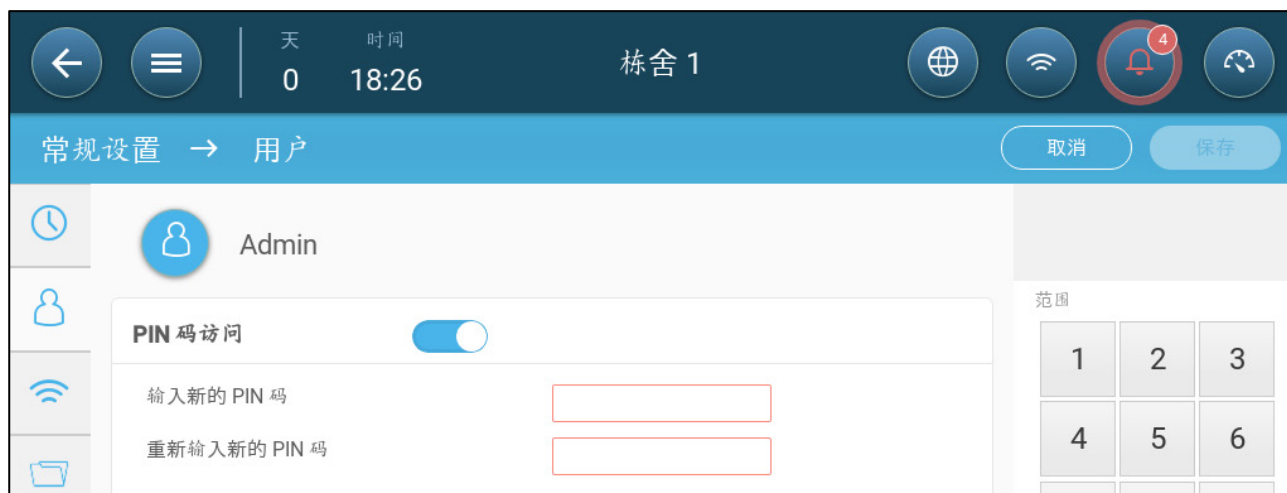 天 时间
0 18:26
栋舍 1
4
常规设置 → 用户
取消
保存
Admin
范围
PIN 码访问
输入新的 PIN 码
重新输入新的 PIN 码
1 2 3
4 5 6